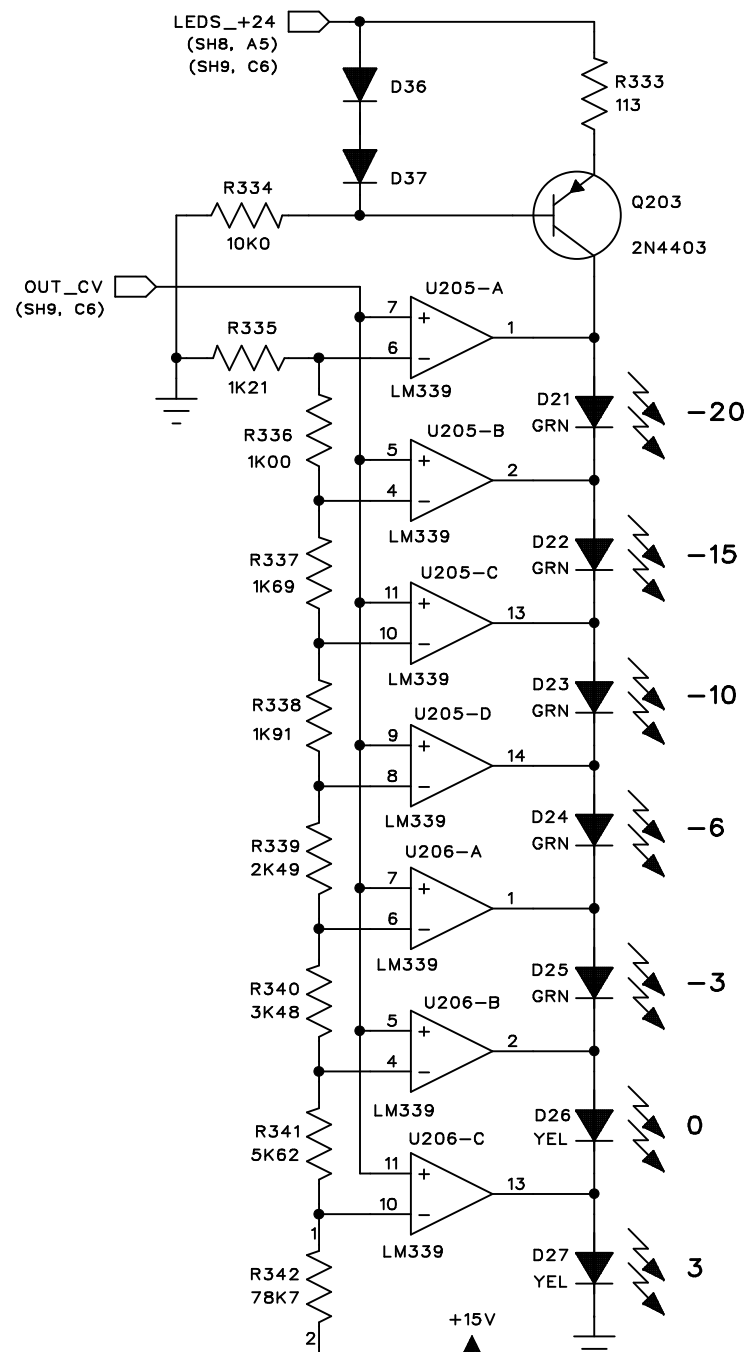 LEDS_+24
(SH8, A5)
(SH9, C6)
D36
R333
113
D37
R334
10K0
Q203
2N4403
OUT_CV
(SH9, C6)
U205-A
7
+
6
−
1
LM339
R335
1K21
D21
GRN
-20
R336
1K00
U205-B
5
+
4
−
2
LM339
D22
GRN
-15
R337
1K69
U205-C
11
+
10
−
13
LM339
D23
GRN
-10
R338
1K91
U205-D
9
+
8
−
14
LM339
D24
GRN
-6
R339
2K49
U206-A
7
+
6
−
1
LM339
D25
GRN
-3
R340
3K48
U206-B
5
+
4
−
2
LM339
D26
YEL
0
R341
5K62
U206-C
11
+
10
−
13
LM339
1
D27
YEL
3
R342
78K7
2
+15V